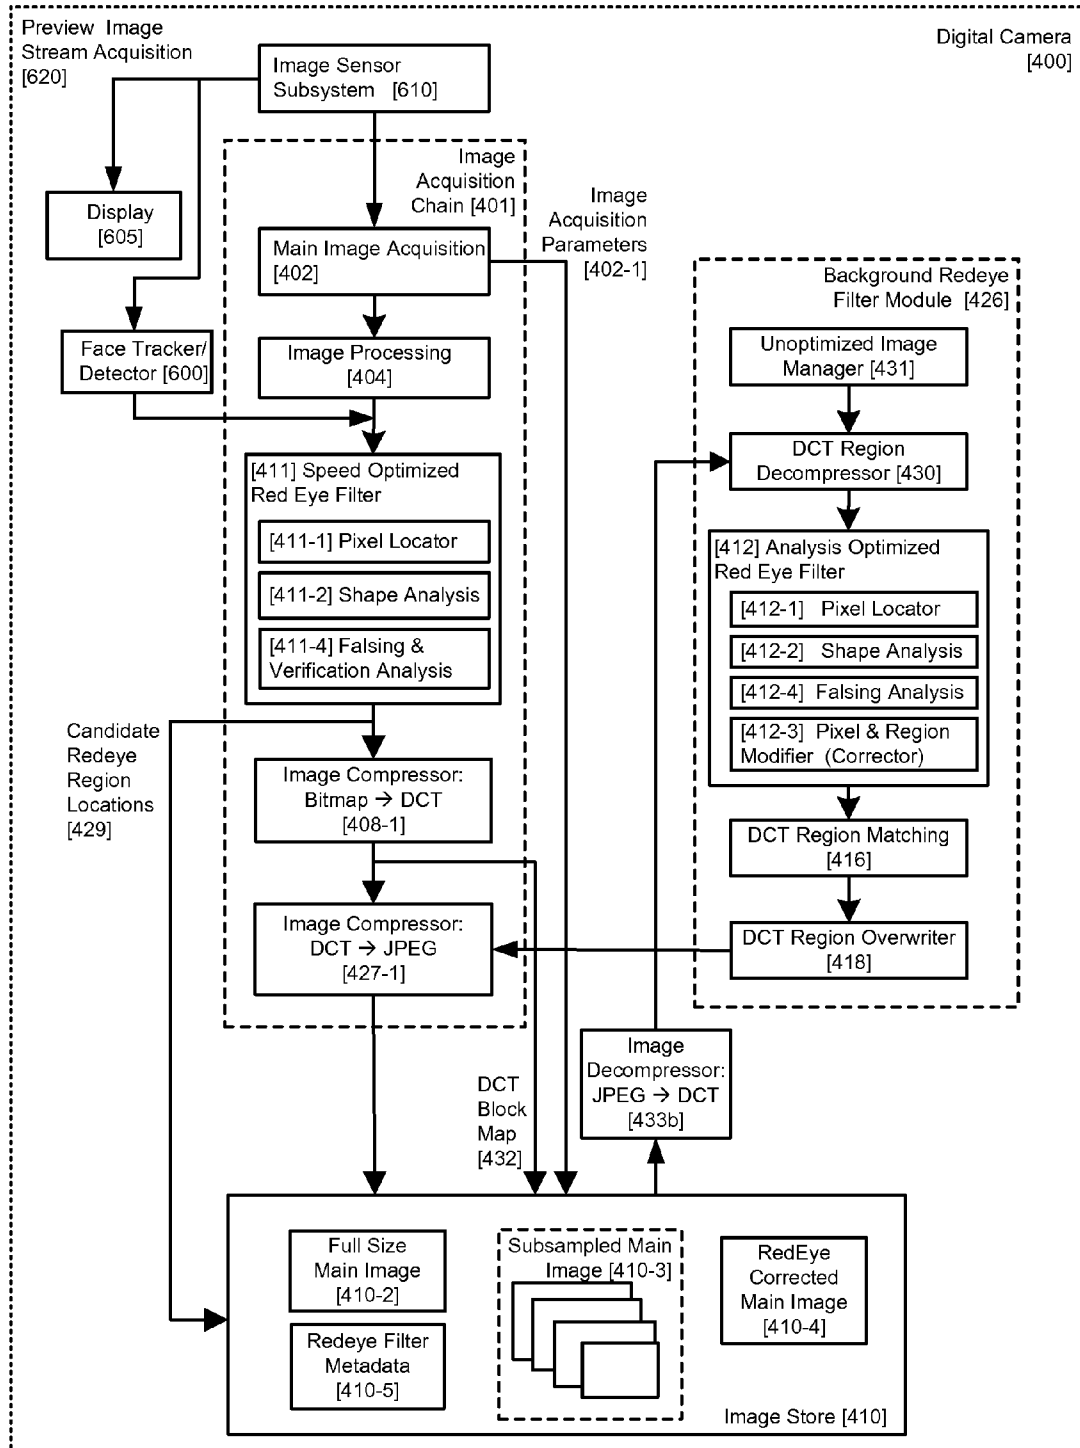 Preview Image
Stream Acquisition
[620]
Digital Camera
[400]
Image Sensor
Subsystem [610]
Image
Acquisition
Chain [401]
Image
Acquisition
Parameters
[402-1]
Display
[605]
Main Image Acquisition
[402]
Background Redeye
Filter Module [426]
Face Tracker/
Detector [600]
Image Processing
[404]
Unoptimized Image
Manager [431]
DCT Region
Decompressor [430]
[411] Speed Optimized
Red Eye Filter
[411-1] Pixel Locator
[411-2] Shape Analysis
[411-4] Falsing &
Verification Analysis
[412] Analysis Optimized
Red Eye Filter
[412-1] Pixel Locator
[412-2] Shape Analysis
[412-4] Falsing Analysis
[412-3] Pixel & Region
Modifier (Corrector)
Candidate
Redeye
Region
Locations
[429]
Image Compressor:
Bitmap → DCT
[408-1]
DCT Region Matching
[416]
Image Compressor:
DCT → JPEG
[427-1]
DCT Region Overwriter
[418]
Image
Decompressor:
JPEG → DCT
[433b]
DCT
Block
Map
[432]
Full Size
Main Image
[410-2]
Subsampled Main
Image [410-3]
RedEye
Corrected
Main Image
[410-4]
Redeye Filter
Metadata
[410-5]
Image Store [410]